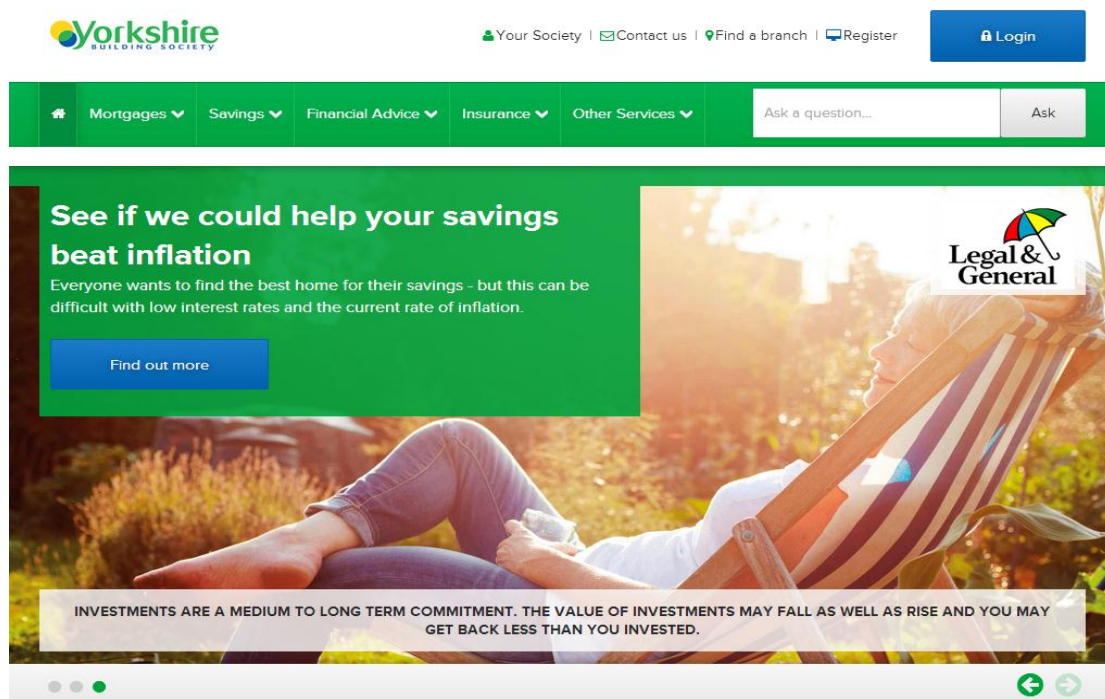 Yorkshire
BUILDING SOCIETY
Your Society | Contact us | Find a branch | Register
Login
Mortgages
Savings
Financial Advice
Insurance
Other Services
Ask a question...
Ask
See if we could help your savings
beat inflation
Everyone wants to find the best home for their savings - but this can be
difficult with low interest rates and the current rate of inflation.
Find out more
Legal &
General
INVESTMENTS ARE A MEDIUM TO LONG TERM COMMITMENT. THE VALUE OF INVESTMENTS MAY FALL AS WELL AS RISE AND YOU MAY
GET BACK LESS THAN YOU INVESTED.